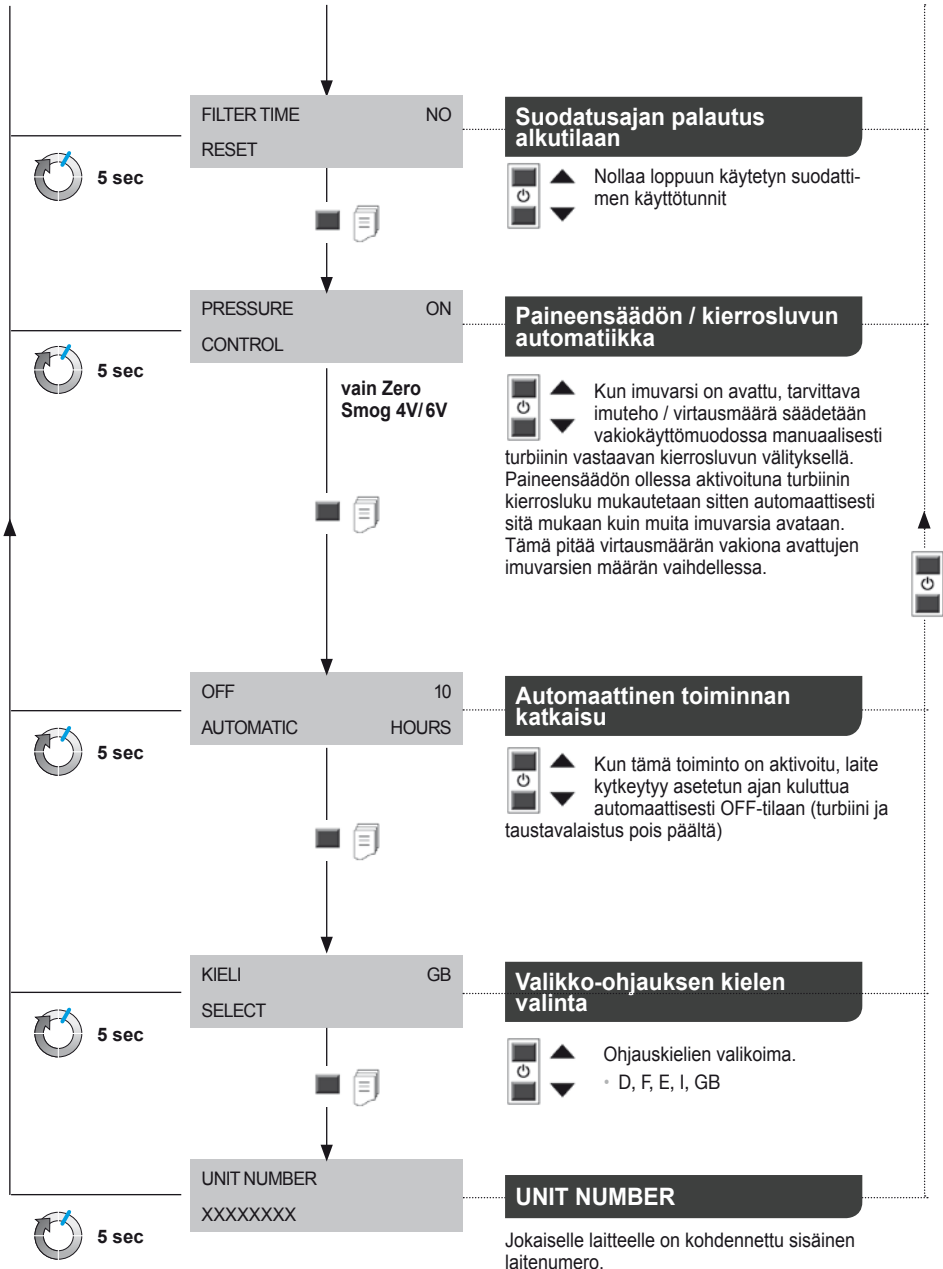 FILTER TIME NO
RESET
5 sec
Suodatusajan palautus
alkutilaan
Nollaa loppuun käytetyn suodatti-
men käyttötunnit
PRESSURE ON
CONTROL
5 sec
vain Zero
Smog 4V/ 6V
Paineensäädön / kierrosluvun
automatiikka
Kun imuvarsi on avattu, tarvittava
imuteho / virtausmäärä säädetään
vakiokäyttömuodossa manuaalisesti
turbiinin vastaavan kierrosluvun välityksellä.
Paineensäädön ollessa aktivoituna turbiinin
kierrosluku mukautetaan sitten automaattisesti
sitä mukaan kuin muita imuvarsia avataan.
Tämä pitää virtausmäärän vakiona avattujen
imuvarsien määrän vaihdellessa.
OFF 10
AUTOMATIC HOURS
5 sec
Automaattinen toiminnan
katkaisu
Kun tämä toiminto on aktivoitu, laite
kytkeytyy asetetun ajan kuluttua
automaattisesti OFF-tilaan (turbiini ja
taustavalaistus pois päältä)
KIELI GB
SELECT
5 sec
Valikko-ohjauksen kielen
valinta
Ohjauskielien valikoima.
• D, F, E, I, GB
UNIT NUMBER
XXXXXXXX
5 sec
UNIT NUMBER
Jokaiselle laitteelle on kohdennettu sisäinen
laitenumero.